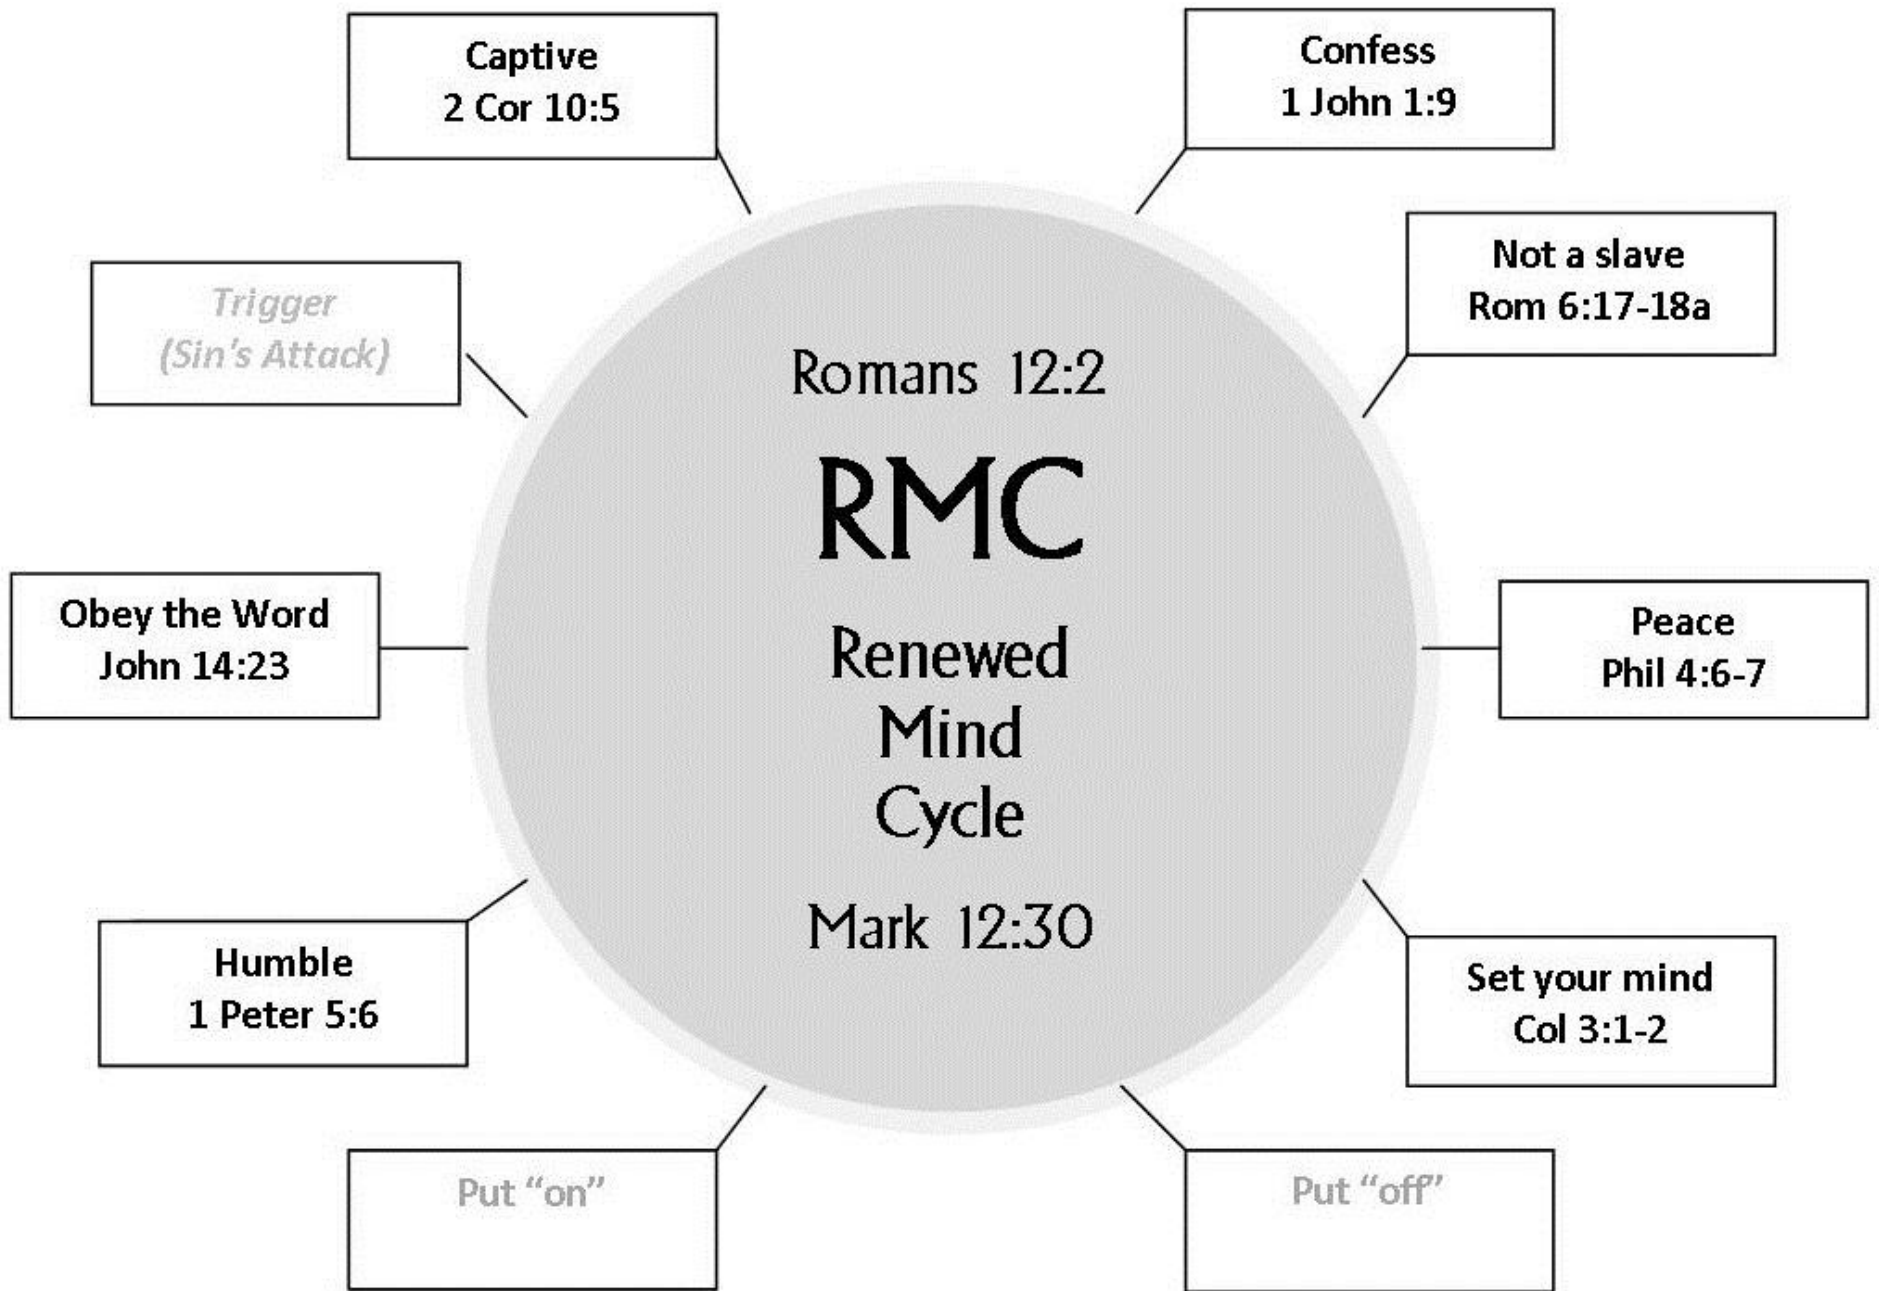 Captive
2 Cor 10:5
Confess
1 John 1:9
Trigger
(Sin's Attack)
Not a slave
Rom 6:17-18a
Romans 12:2
RMC
Renewed
Mind
Cycle
Mark 12:30
Obey the Word
John 14:23
Peace
Phil 4:6-7
Humble
1 Peter 5:6
Set your mind
Col 3:1-2
Put “on”
Put “off”